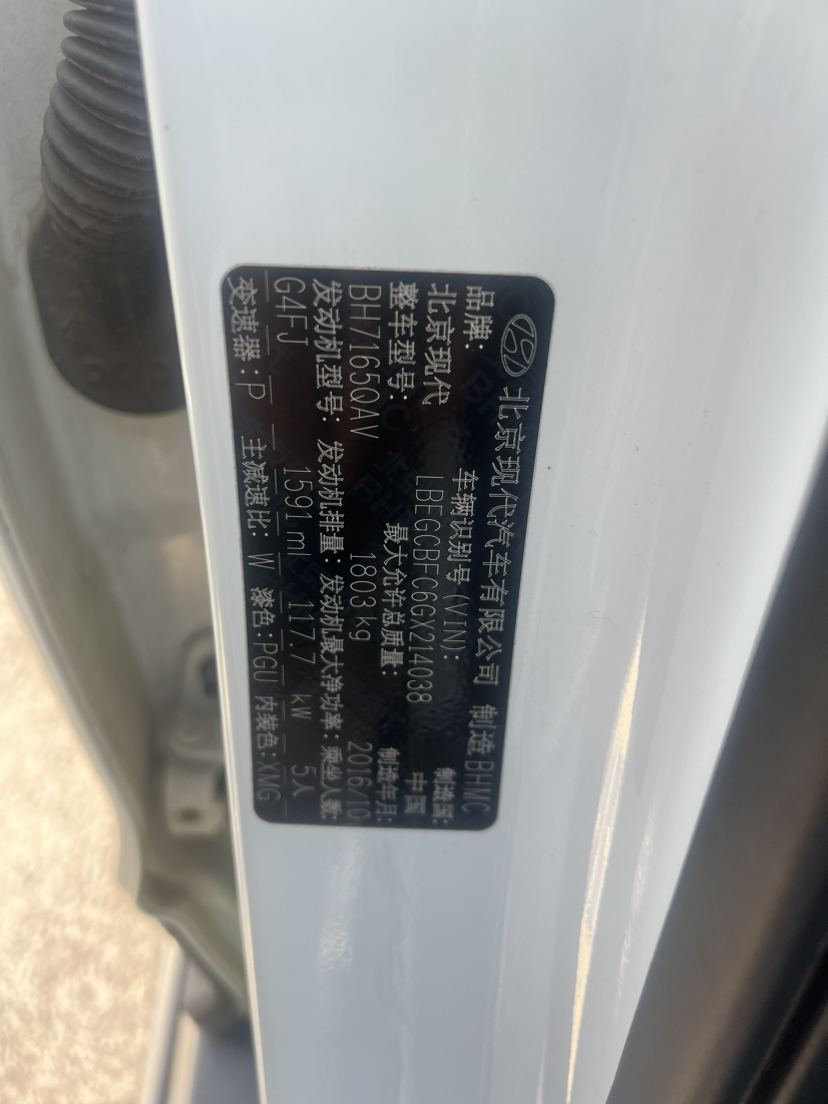 北京现代汽车有限公司 制造 BHMC
品牌: 车辆识别号(VIN): 制造国:
北京现代 LBEGCBFC6GX214038 中国
整车型号: 最大允许总质量: 制造年月:
BH7165QAV 1803 kg 2016/10
发动机型号: 发动机排量: 发动机最大净功率: 乘坐人数:
G4FJ 1591 ml 117.7 kW 5人
变速器: P 主减速比: W 漆色: PGU 内装色: XMG